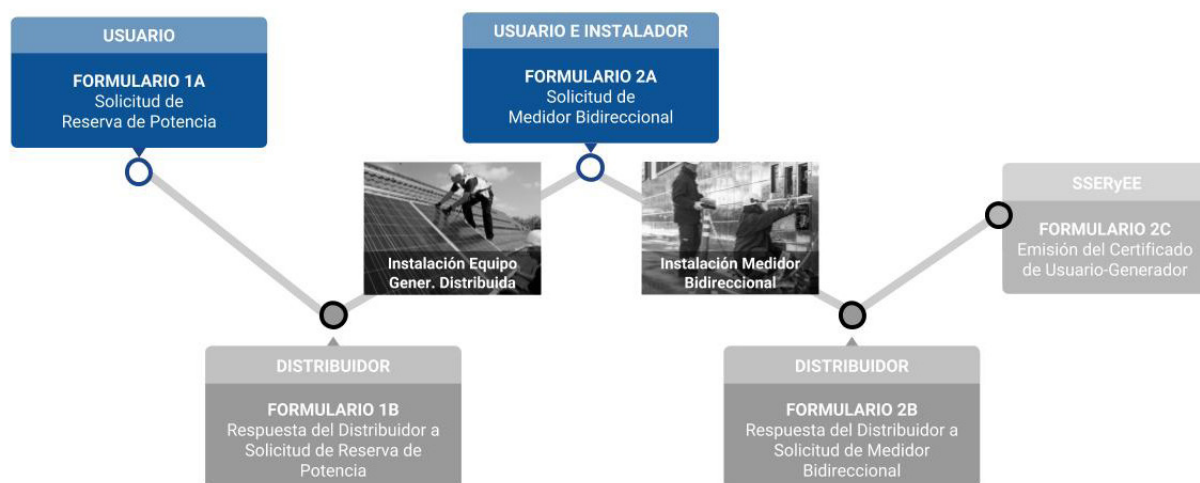 USUARIO
FORMULARIO 1A
Solicitud de
Reserva de Potencia
DISTRIBUIDOR
FORMULARIO 1B
Respuesta del Distribuidor a
Solicitud de Reserva de
Potencia
Instalación Equipo
Gener. Distribuida
USUARIO E INSTALADOR
FORMULARIO 2A
Solicitud de
Medidor Bidireccional
Instalación Medidor
Bidireccional
DISTRIBUIDOR
FORMULARIO 2B
Respuesta del Distribuidor a
Solicitud de Medidor
Bidireccional
SSERyEE
FORMULARIO 2C
Emisión del Certificado
de Usuario-Generador